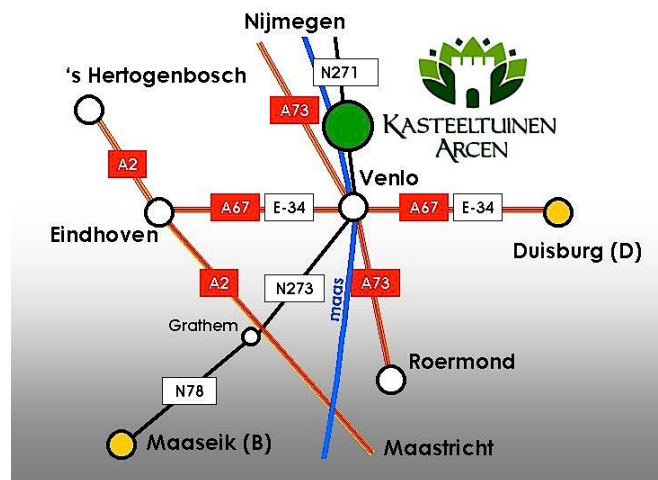 Nijmegen
N271
's Hertogenbosch
A73
KASTEELTUINEN
ARCEN
A2
Venlo
A67 E-34
A67 E-34
Eindhoven
Duisburg (D)
A2
N273
maas
A73
Grathem
Roermond
N78
Maaseik (B)
Maastricht